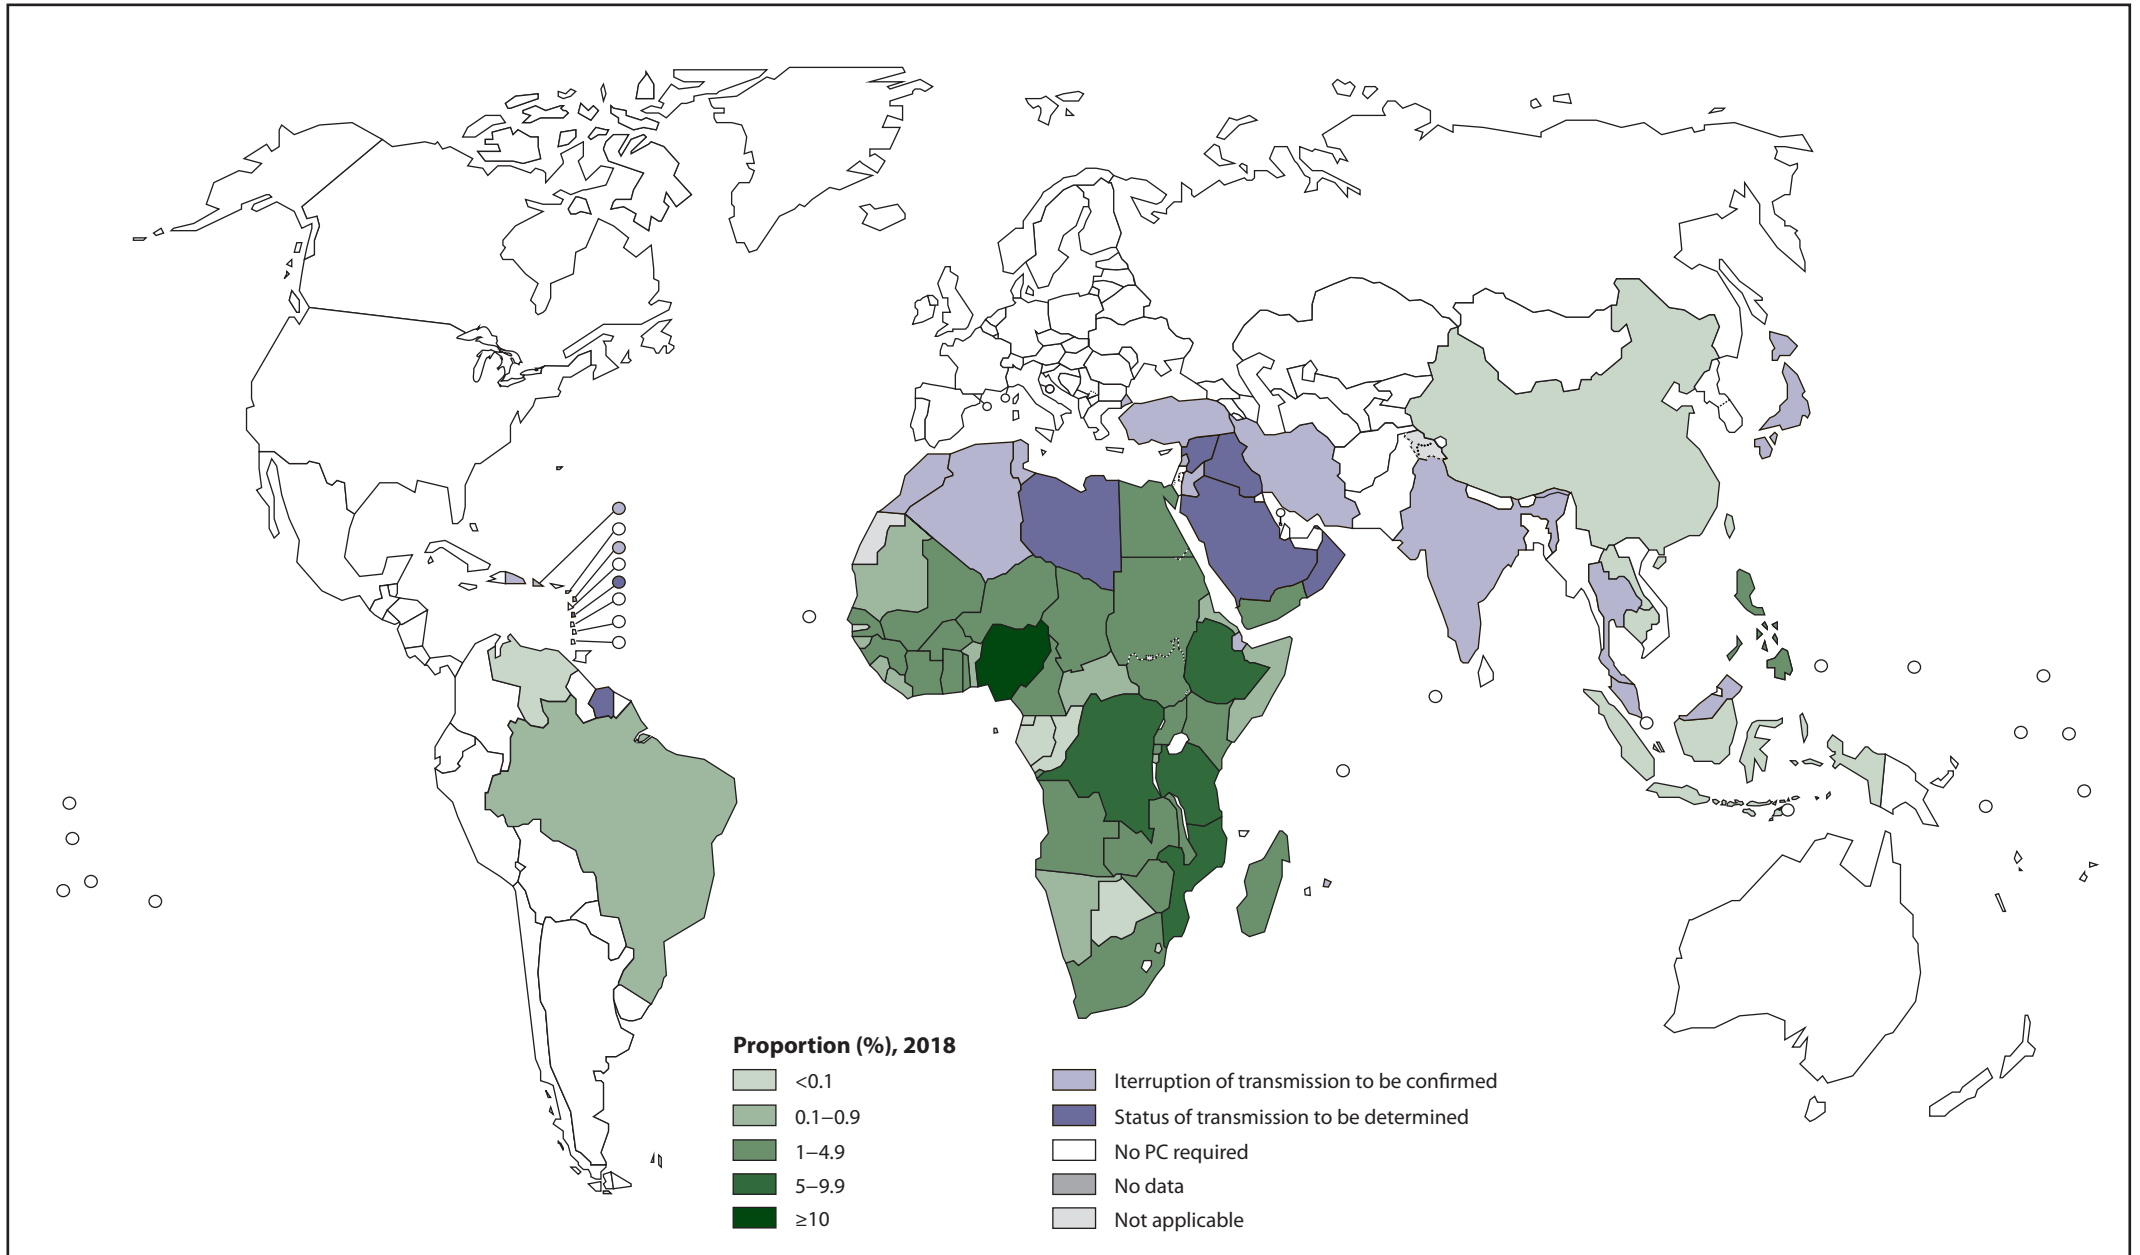 Proportion (%), 2018
<0.1
0.1–0.9
1–4.9
5–9.9
≥10
Iterruption of transmission to be confirmed
Status of transmission to be determined
No PC required
No data
Not applicable